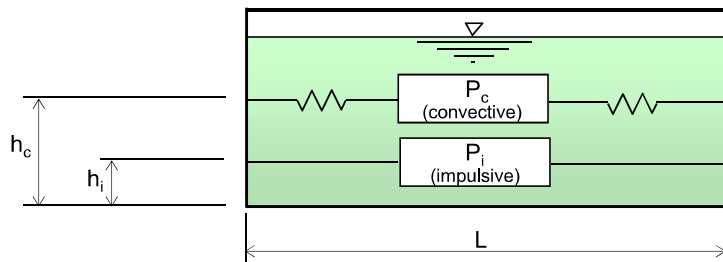 P_c
(convective)
h_c
h_i
P_i
(impulsive)
L